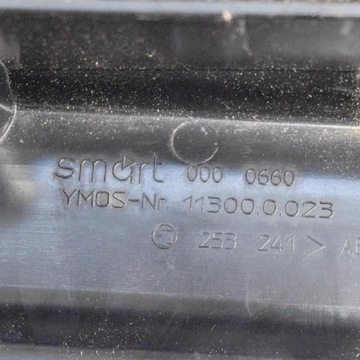 smart 000 0660
YMOS-Nr. 11300.0.023
253 241 >